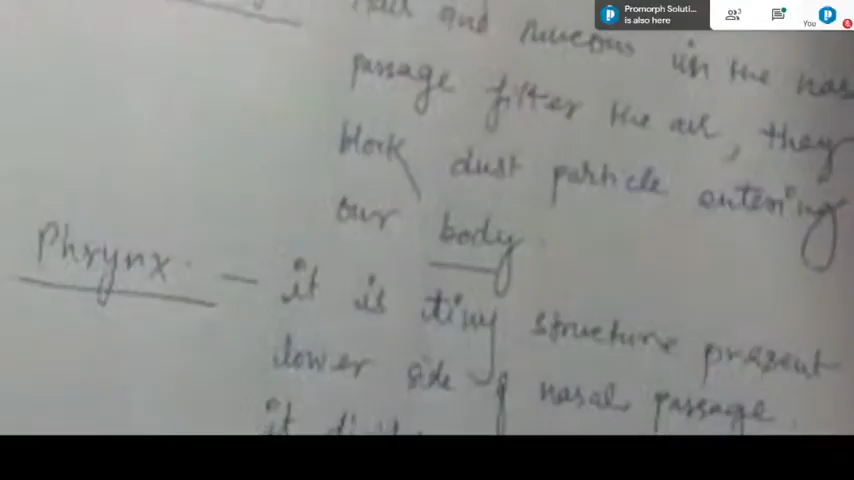 Promorph Soluti...
is also here
You
Hair and mucous in the nas
passage filter the air, they
block dust particle entering
our body.
Phrynx - it is tiny structure present
lower side of nasal passage.